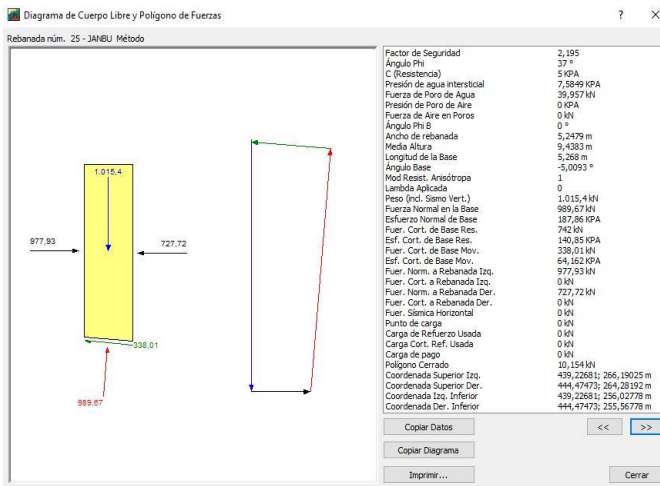 Diagrama de Cuerpo Libre y Polígono de Fuerzas
?
×
Rebanada núm. 25 - JANBU Método
1.015,4
977,93
727,72
338,01
989,67
Factor de Seguridad 2,195
Ángulo Phi 37 °
C (Resistencia) 5 KPA
Presión de agua intersticial 7,5849 KPA
Fuerza de Poro de Agua 39,957 kN
Presión de Poro de Aire 0 KPA
Fuerza de Aire en Poros 0 kN
Ángulo Phi B 0 °
Ancho de rebanada 5,2479 m
Media Altura 9,4383 m
Longitud de la Base 5,268 m
Ángulo Base -5,0093 °
Mod Resist. Anisótropa 1
Lambda Aplicada 0
Peso (incl. Sismo Vert.) 1.015,4 kN
Fuerza Normal en la Base 989,67 kN
Esfuerzo Normal de Base 187,86 KPA
Fuer. Cort. de Base Res. 742 kN
Esf. Cort. de Base Res. 140,85 KPA
Fuer. Cort. de Base Mov. 338,01 kN
Esf. Cort. de Base Mov. 64,162 KPA
Fuer. Norm. a Rebanada Izq. 977,93 kN
Fuer. Cort. a Rebanada Izq. 0 kN
Fuer. Norm. a Rebanada Der. 727,72 kN
Fuer. Cort. a Rebanada Der. 0 kN
Fuer. Sísmica Horizontal 0 kN
Punto de carga 0 kN
Carga de Refuerzo Usada 0 kN
Carga Cort. Ref. Usada 0 kN
Carga de pago 0 kN
Polígono Cerrado 10,154 kN
Coordenada Superior Izq. 439,22681; 266,19025 m
Coordenada Superior Der. 444,47473; 264,28192 m
Coordenada Izq. Inferior 439,22681; 256,02778 m
Coordenada Der. Inferior 444,47473; 255,56778 m
Copiar Datos
<<
>>
Copiar Diagrama
Imprimir...
Cerrar